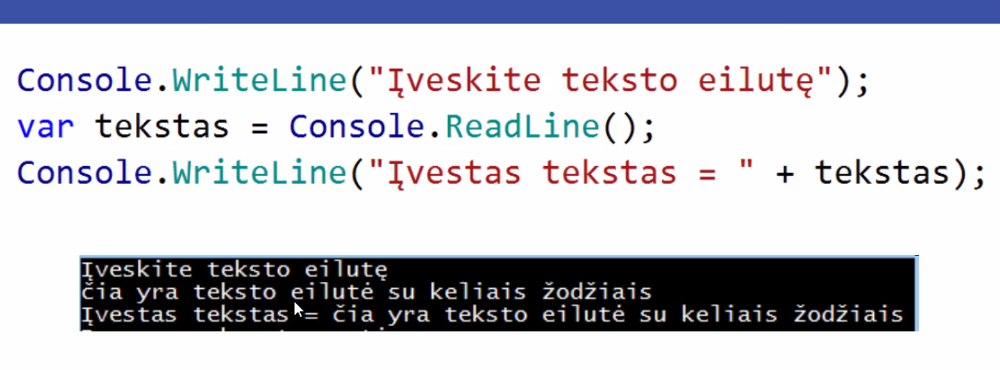 Console.WriteLine("Įveskite teksto eilutę");
var tekstas = Console.ReadLine();
Console.WriteLine("Įvestas tekstas = " + tekstas);
Įveskite teksto eilutę
čia yra teksto eilutė su keliais žodžiais
Įvestas tekstas = čia yra teksto eilutė su keliais žodžiais